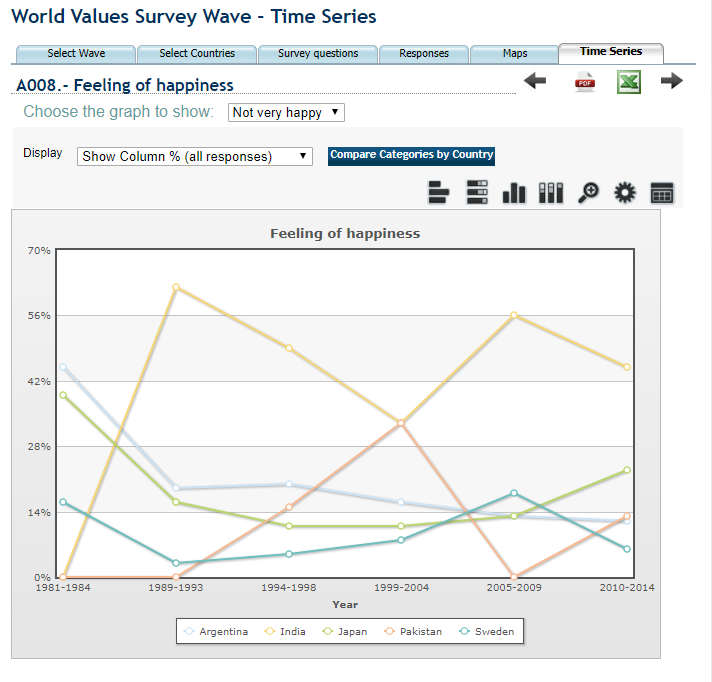 World Values Survey Wave - Time Series
Select Wave Select Countries Survey questions Responses Maps Time Series
A008.- Feeling of happiness
PDF
Choose the graph to show: Not very happy
Display Show Column % (all responses) Compare Categories by Country
Feeling of happiness
70%
56%
42%
28%
14%
0%
1981-1984 1989-1993 1994-1998 1999-2004 2005-2009 2010-2014
Year
Argentina India Japan Pakistan Sweden